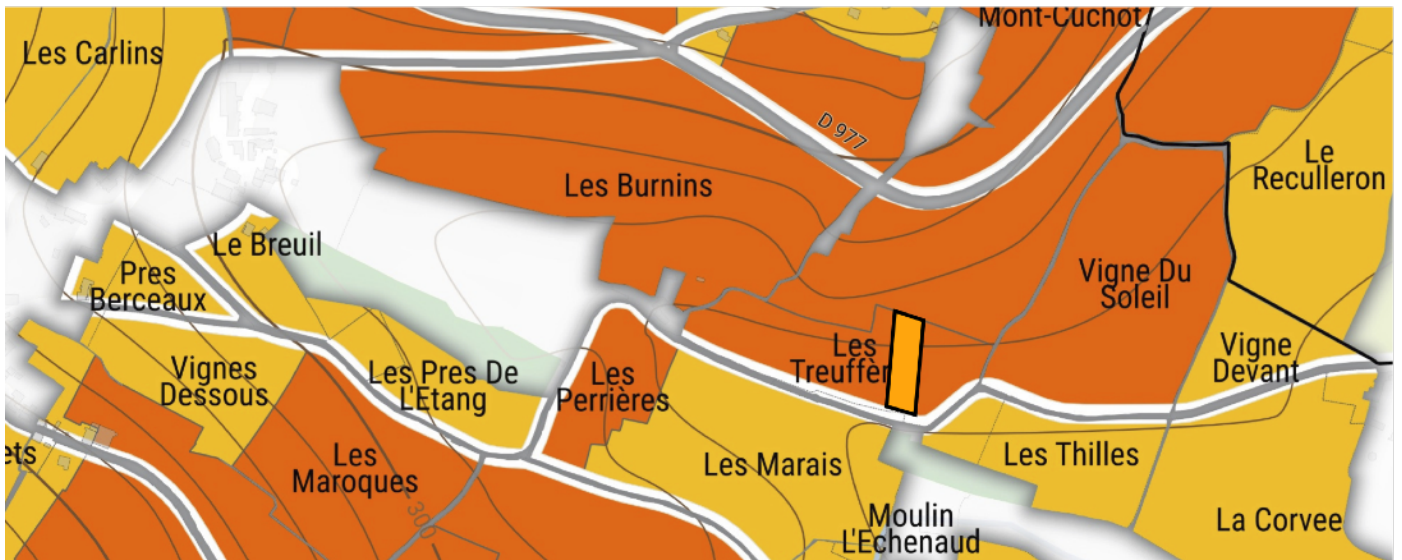 Mont-Cuchot
Les Carlins
D 977
Le
Reculleron
Les Burnins
Le Breuil
Pres
Berceaux
Vigne Du
Soleil
Les
Treuffèr
Vigne
Devant
Vignes
Dessous
Les Pres De
L'Etang
Les
Perrières
ets
Les
Maroques
Les Marais
Les Thilles
300
Moulin
L'Echenaud
La Corvee